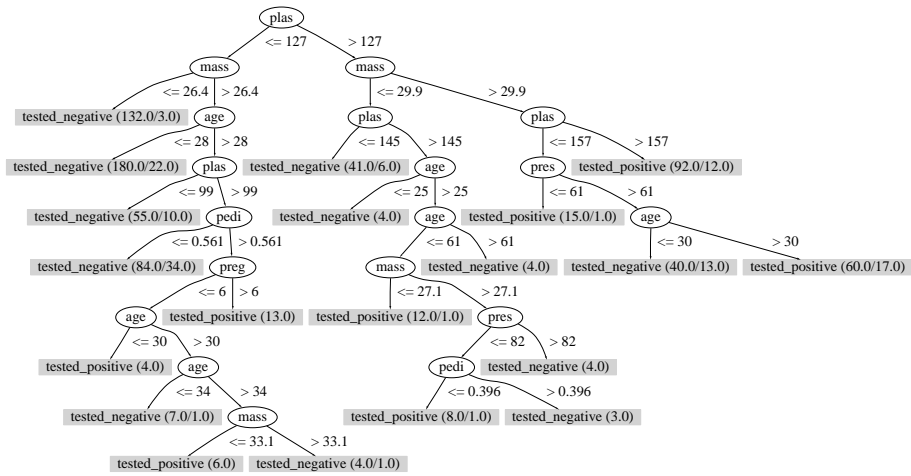 plas
<= 127 > 127
mass mass
<= 26.4 > 26.4 <= 29.9 > 29.9
tested_negative (132.0/3.0) age plas plas
<= 28 > 28 <= 145 > 145 <= 157 > 157
tested_negative (180.0/22.0) plas tested_negative (41.0/6.0) age pres tested_positive (92.0/12.0)
<= 99 > 99 <= 25 > 25 <= 61 > 61
tested_negative (55.0/10.0) pedi tested_negative (4.0) age tested_positive (15.0/1.0) age
<= 0.561 > 0.561 <= 61 > 61 <= 30 > 30
tested_negative (84.0/34.0) preg mass tested_negative (4.0) tested_negative (40.0/13.0) tested_positive (60.0/17.0)
<= 6 > 6 <= 27.1 > 27.1
age tested_positive (13.0) tested_positive (12.0/1.0) pres
<= 30 > 30 <= 82 > 82
tested_positive (4.0) age pedi tested_negative (4.0)
<= 34 > 34 <= 0.396 > 0.396
tested_negative (7.0/1.0) mass tested_positive (8.0/1.0) tested_negative (3.0)
<= 33.1 > 33.1
tested_positive (6.0) tested_negative (4.0/1.0)